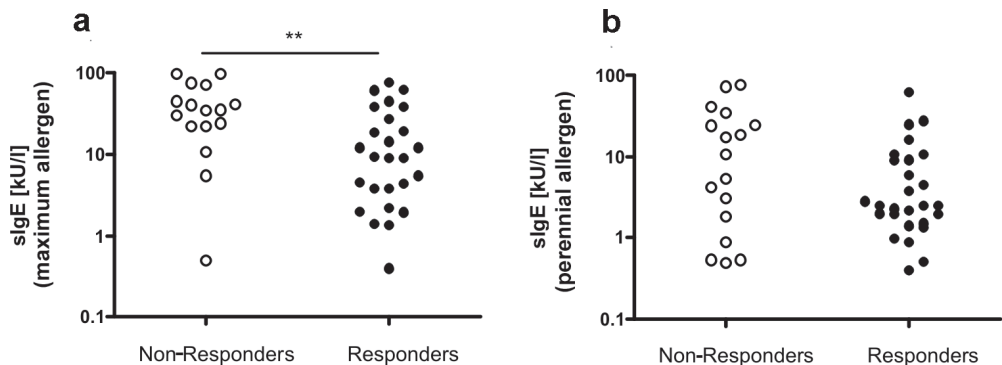 a
**
sIgE [kU/l]
(maximum allergen)
100
10
1
0.1
Non-Responders
Responders
b
sIgE [kU/l]
(perennial allergen)
100
10
1
0.1
Non-Responders
Responders